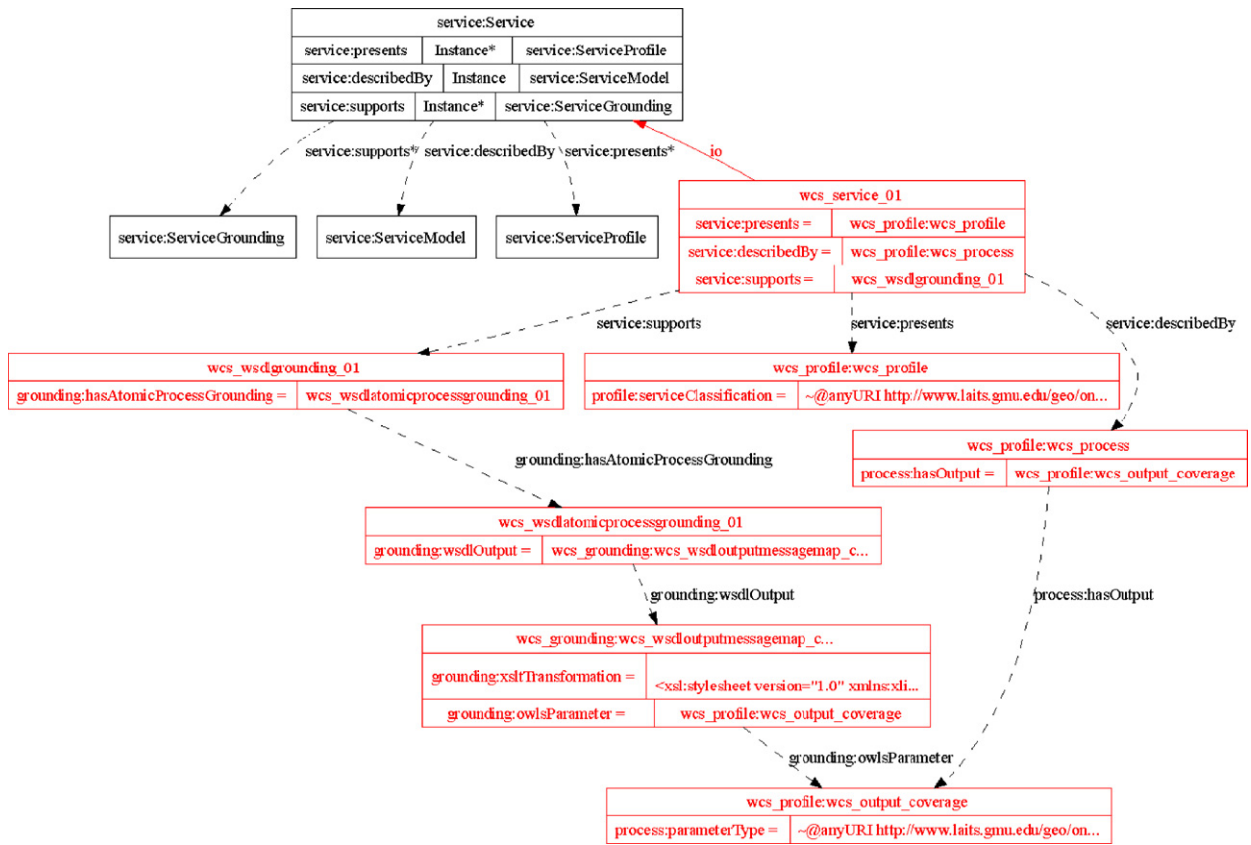 service:Service
service:presents Instance* service:ServiceProfile
service:describedBy Instance service:ServiceModel
service:supports Instance* service:ServiceGrounding
service:supports* service:describedBy service:presents* io
service:ServiceGrounding service:ServiceModel service:ServiceProfile
wcs_service_01
service:presents = wcs_profile:wcs_profile
service:describedBy = wcs_profile:wcs_process
service:supports = wcs_wsdlgrounding_01
service:supports service:presents service:describedBy
wcs_wsdlgrounding_01
grounding:hasAtomicProcessGrounding = wcs_wsdlatomicprocessgrounding_01
wcs_profile:wcs_profile
profile:serviceClassification = ~@anyURI http://www.laits.gmu.edu/geo/on...
wcs_profile:wcs_process
process:hasOutput = wcs_profile:wcs_output_coverage
grounding:hasAtomicProcessGrounding
wcs_wsdlatomicprocessgrounding_01
grounding:wsdlOutput = wcs_grounding:wcs_wsdloutputmessagemap_c...
grounding:wsdlOutput process:hasOutput
wcs_grounding:wcs_wsdloutputmessagemap_c...
grounding:xsltTransformation = <xsl:stylesheet version="1.0" xmlns:xli...
grounding:owlsParameter = wcs_profile:wcs_output_coverage
grounding:owlsParameter
wcs_profile:wcs_output_coverage
process:parameterType = ~@anyURI http://www.laits.gmu.edu/geo/on...